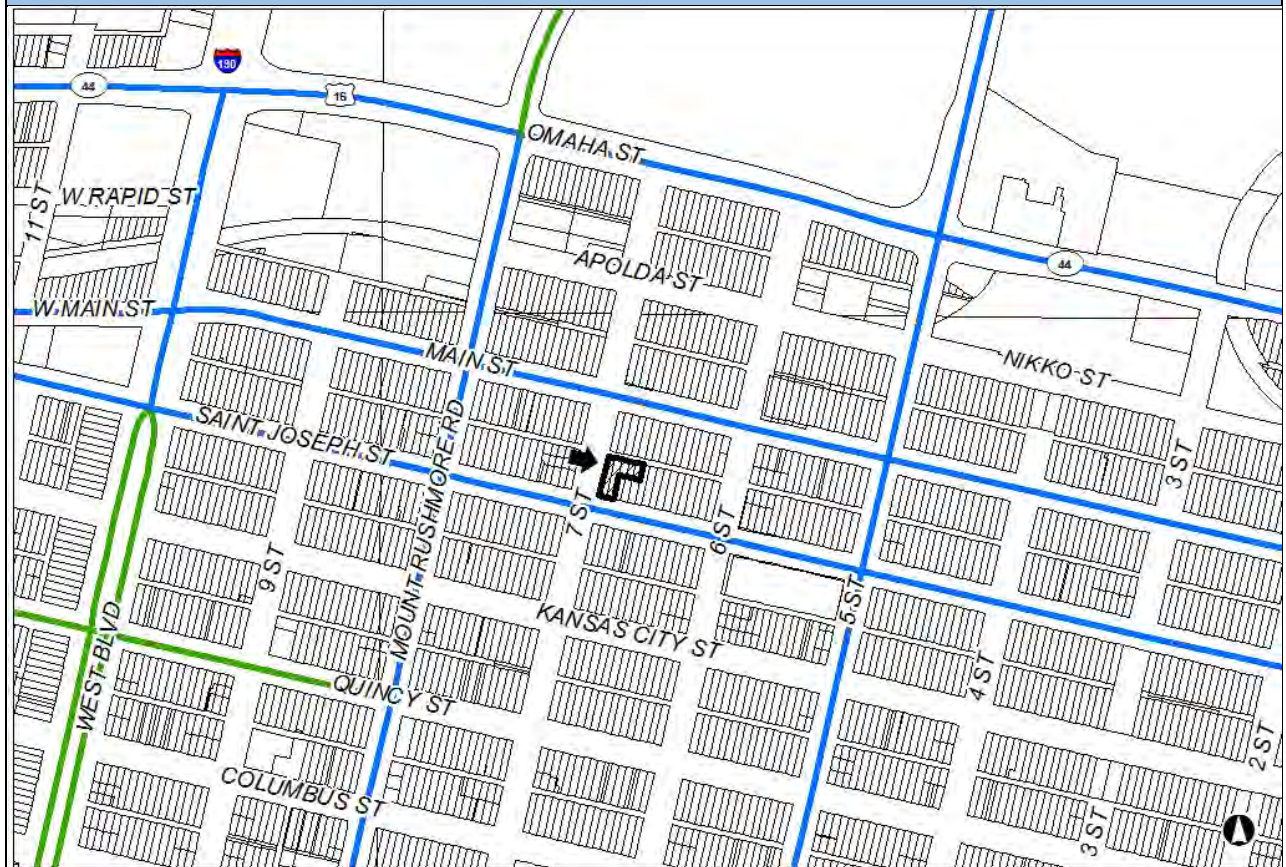 190
44
16
OMAHA ST
W RAPID ST
11 ST
APOLDA ST
44
W MAIN ST
MAIN ST
NIKKO ST
SAINT JOSEPH ST
MOUNT RUSHMORE RD
3 ST
7 ST
6 ST
9 ST
5 ST
KANSAS CITY ST
WEST BLVD
QUINCY ST
4 ST
2 ST
COLUMBUS ST
3 ST